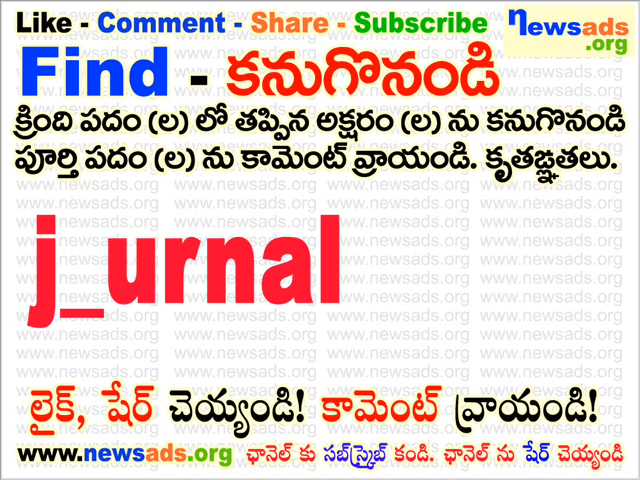 Like - Comment - Share - Subscribe
newsads
.org
Find - కనుగొనండి
క్రింది పదం (ల) లో తప్పిన అక్షరం (ల) ను కనుగొనండి
పూర్తి పదం (ల) ను కామెంట్ వ్రాయండి. కృతజ్ఞతలు.
j_urnal
లైక్, షేర్ చెయ్యండి! కామెంట్ వ్రాయండి!
www.newsads.org ఛానెల్ కు సబ్‌స్క్రైబ్ కండి. ఛానెల్ ను షేర్ చెయ్యండి